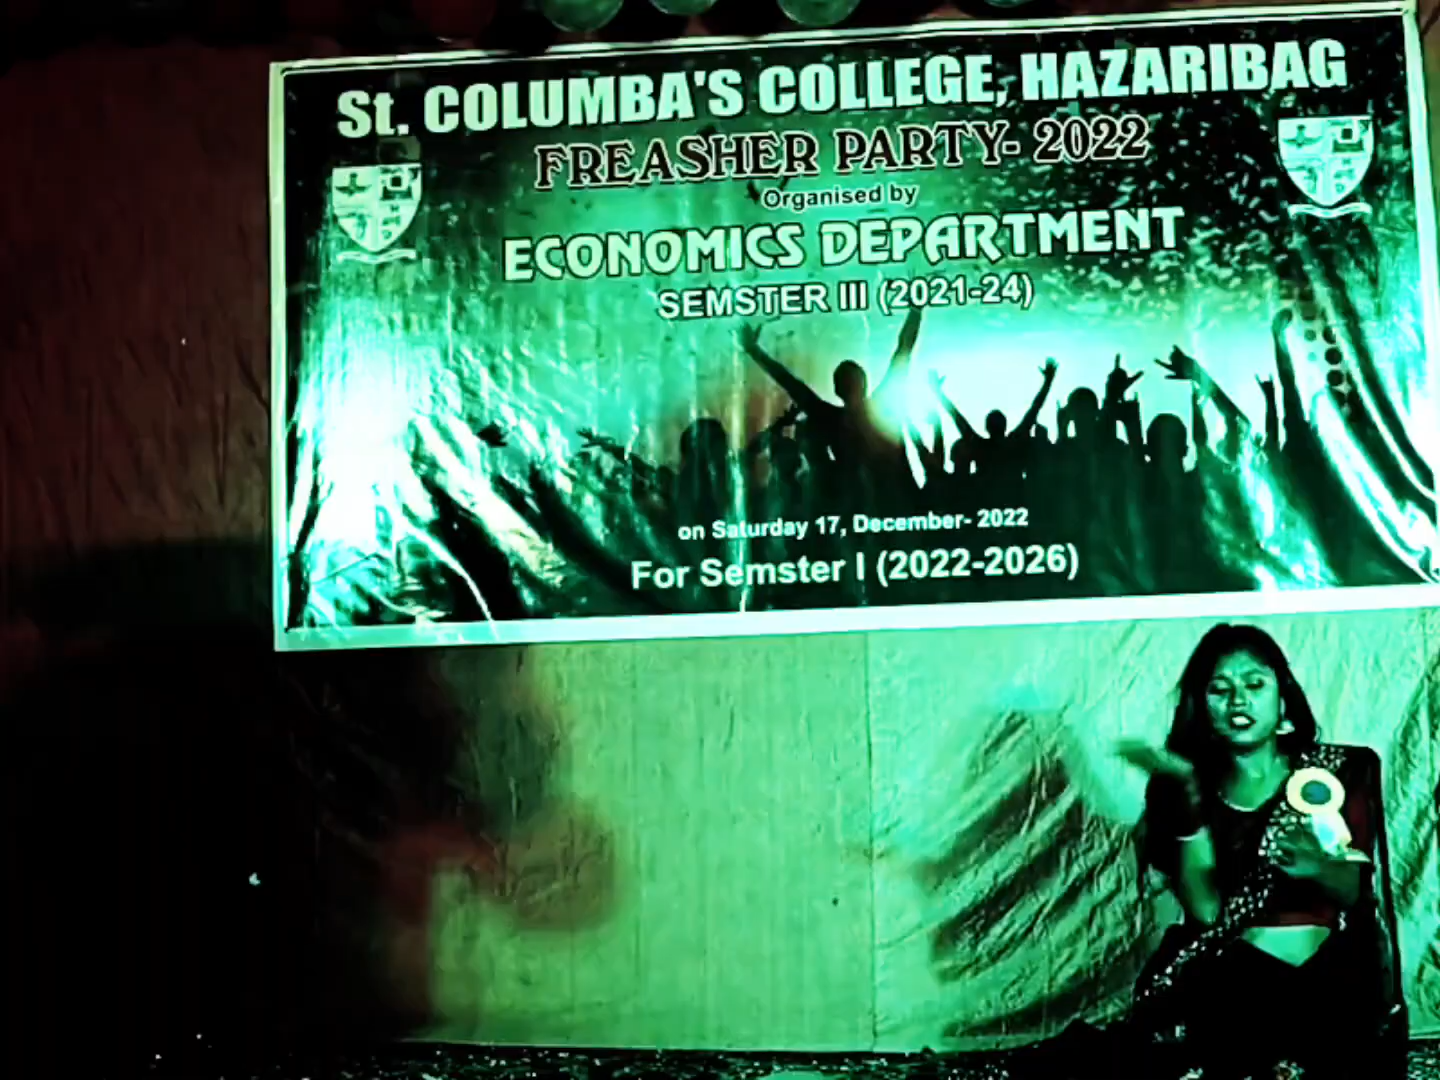 St. COLUMBA'S COLLEGE, HAZARIBAG
FREASHER PARTY- 2022
Organised by
ECONOMICS DEPARTMENT
SEMSTER III (2021-24)
on Saturday 17, December- 2022
For Semster I (2022-2026)